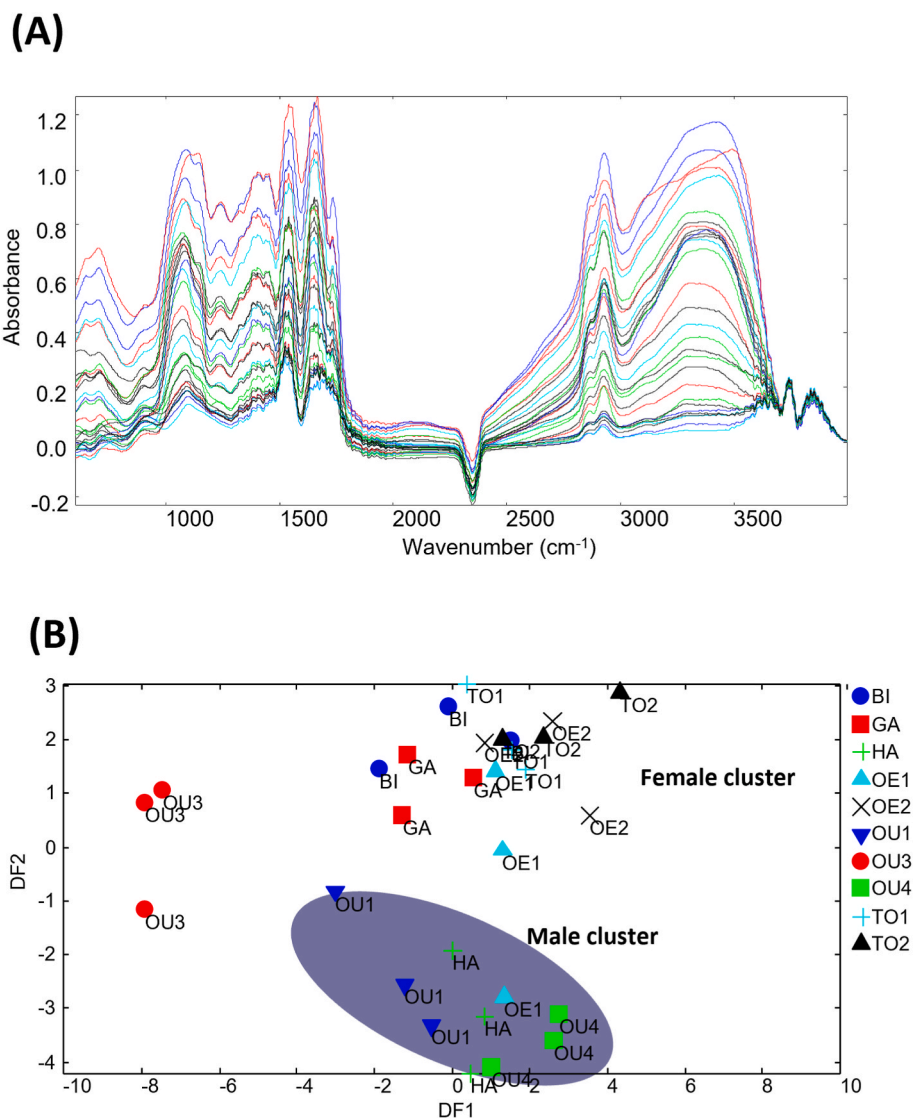 (A)
1.2
1.0
0.8
0.6
0.4
0.2
0.0
-0.2
Absorbance
1000 1500 2000 2500 3000 3500
Wavenumber (cm⁻¹)
(B)
3
2
1
0
-1
-2
-3
-4
DF2
TO1
BI
TO2
OE2
BI
GA
OE2
TO2
TO1
GA
OE1
TO1
OU3
OU3
GA
OE2
OE1
Female cluster
OU3
OU1
Male cluster
HA
OU1
OE1
OU1
HA
OU4
OU4
OU4
HA
-10 -8 -6 -4 -2 0 2 4 6 8 10
DF1
BI
GA
HA
OE1
OE2
OU1
OU3
OU4
TO1
TO2